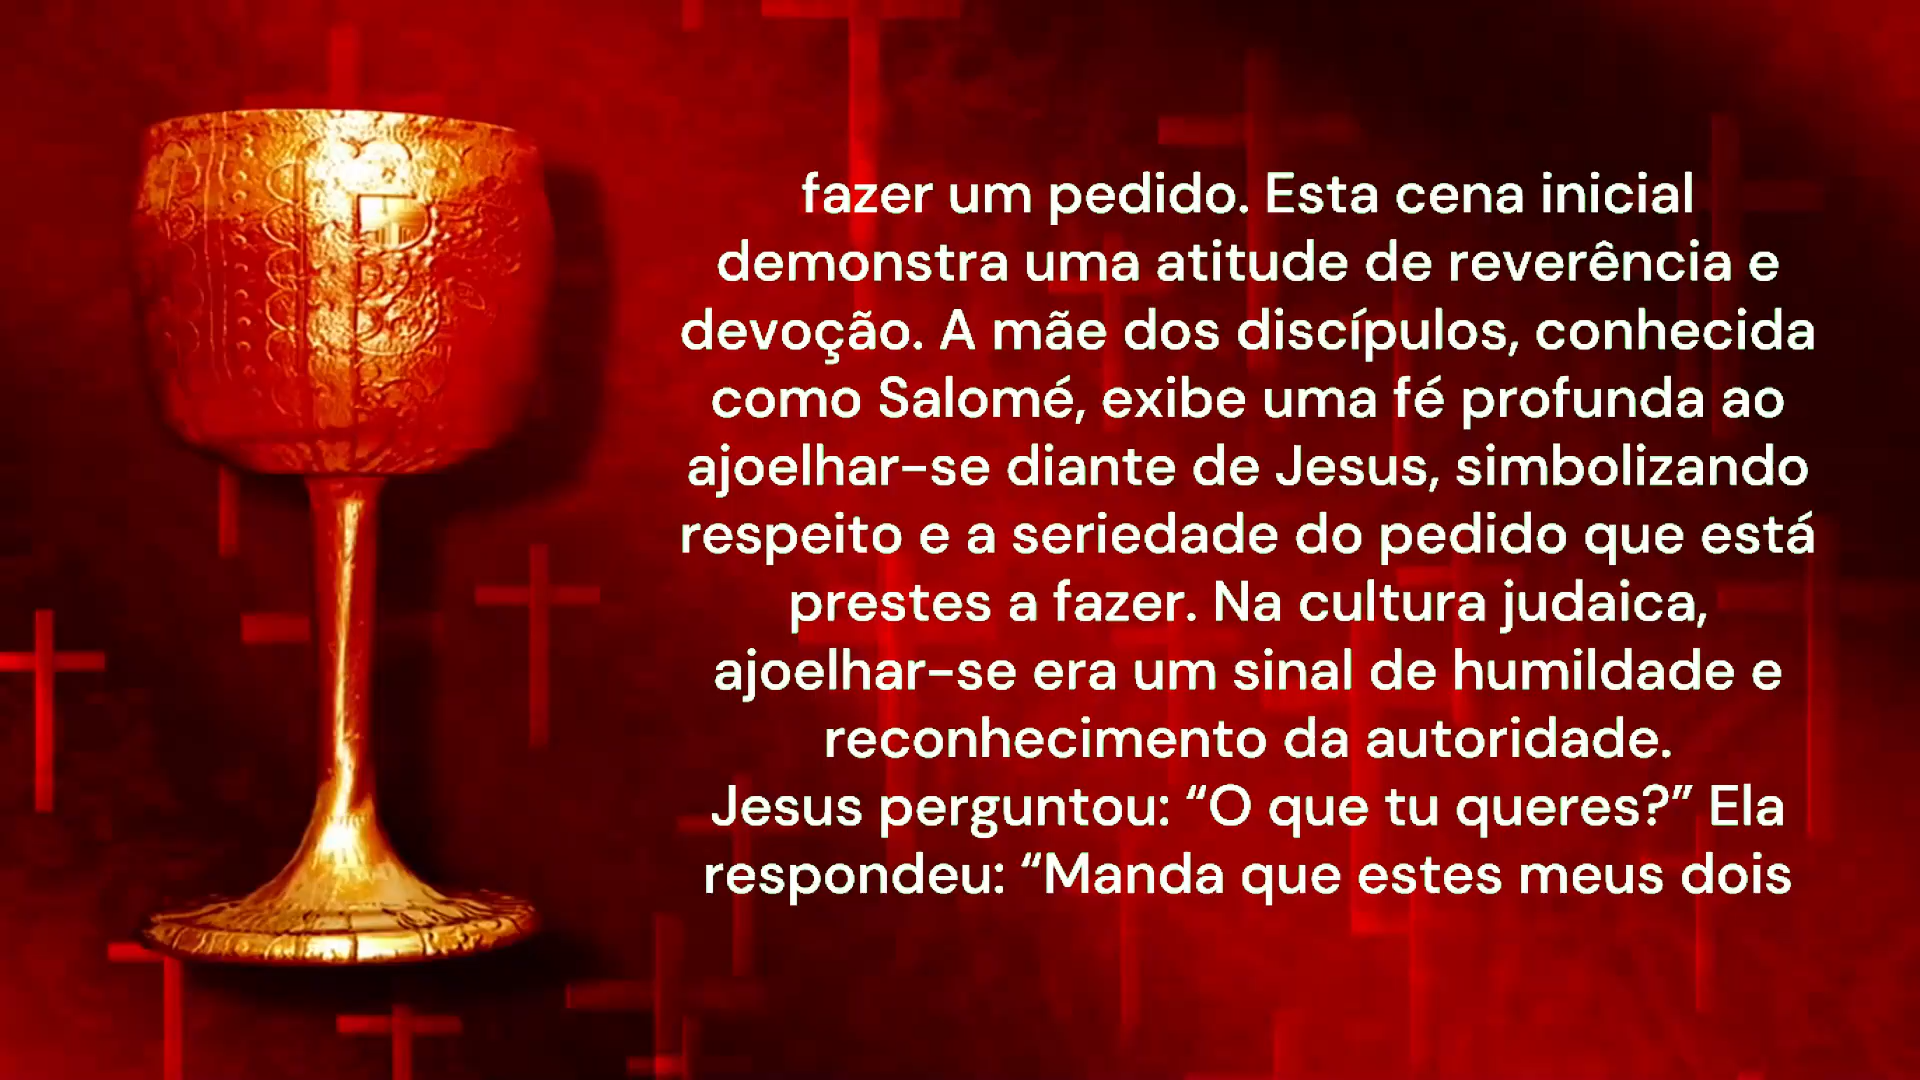 fazer um pedido. Esta cena inicial
demonstra uma atitude de reverência e
devoção. A mãe dos discípulos, conhecida
como Salomé, exibe uma fé profunda ao
ajoelhar-se diante de Jesus, simbolizando
respeito e a seriedade do pedido que está
prestes a fazer. Na cultura judaica,
ajoelhar-se era um sinal de humildade e
reconhecimento da autoridade.
Jesus perguntou: “O que tu queres?” Ela
respondeu: “Manda que estes meus dois